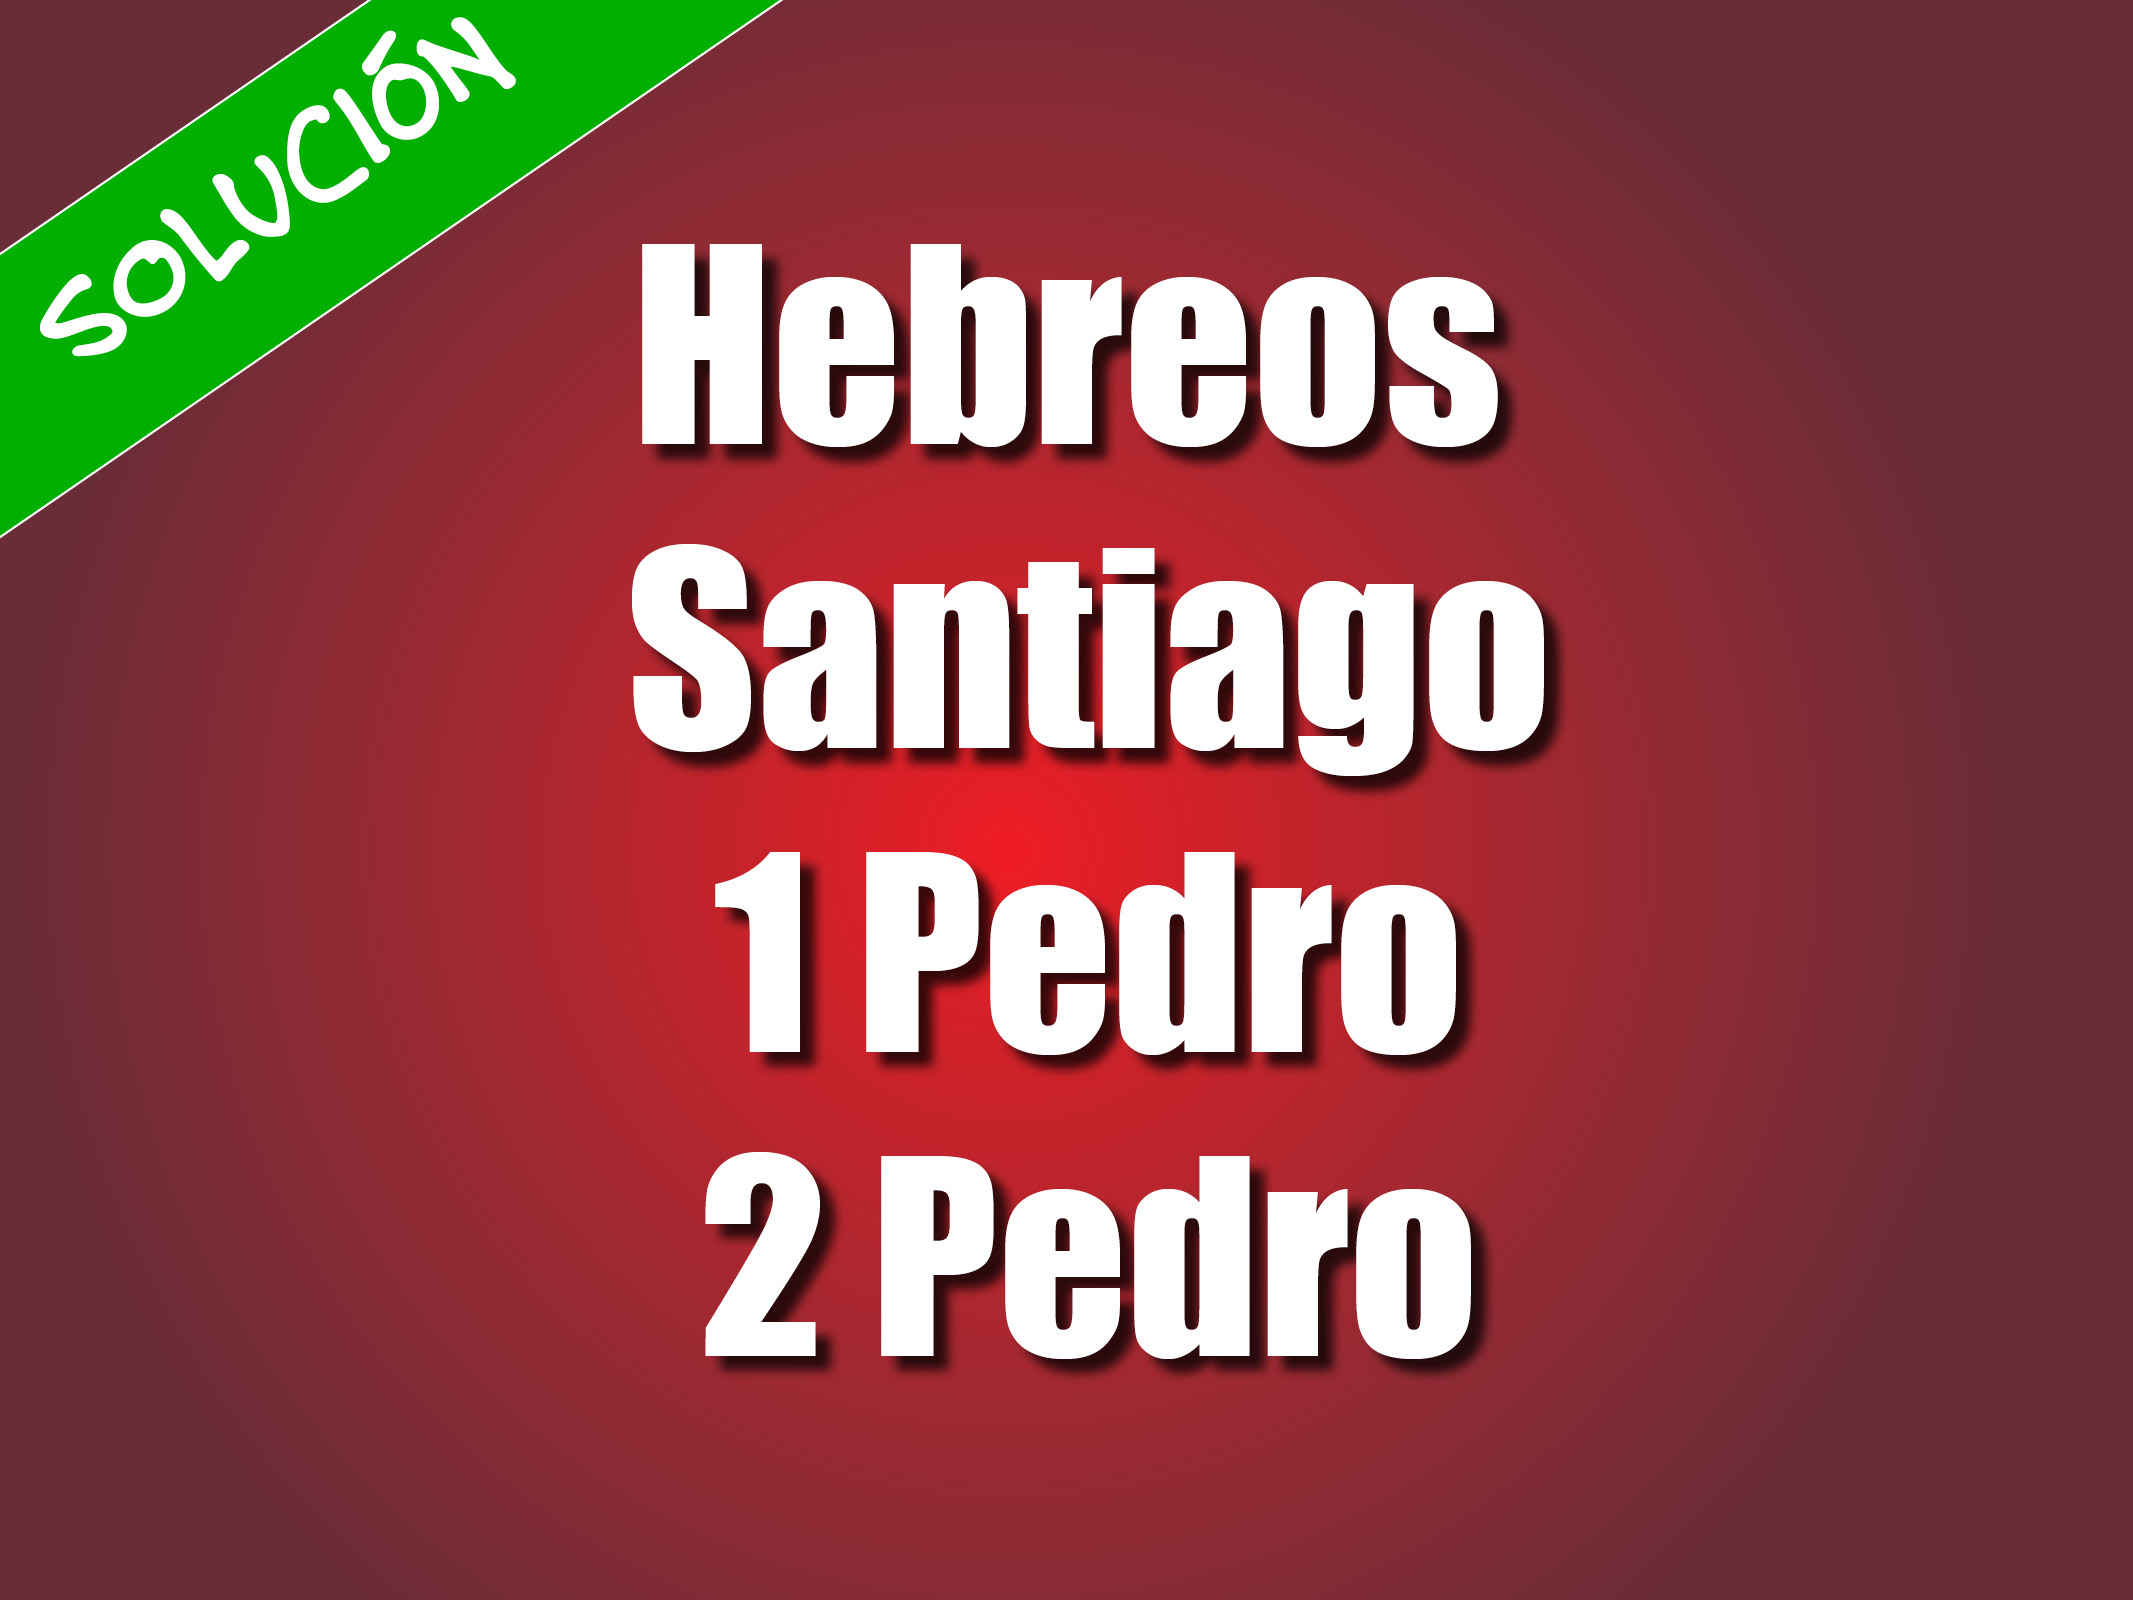 SOLUCIÓN
Hebreos
Santiago
1 Pedro
2 Pedro